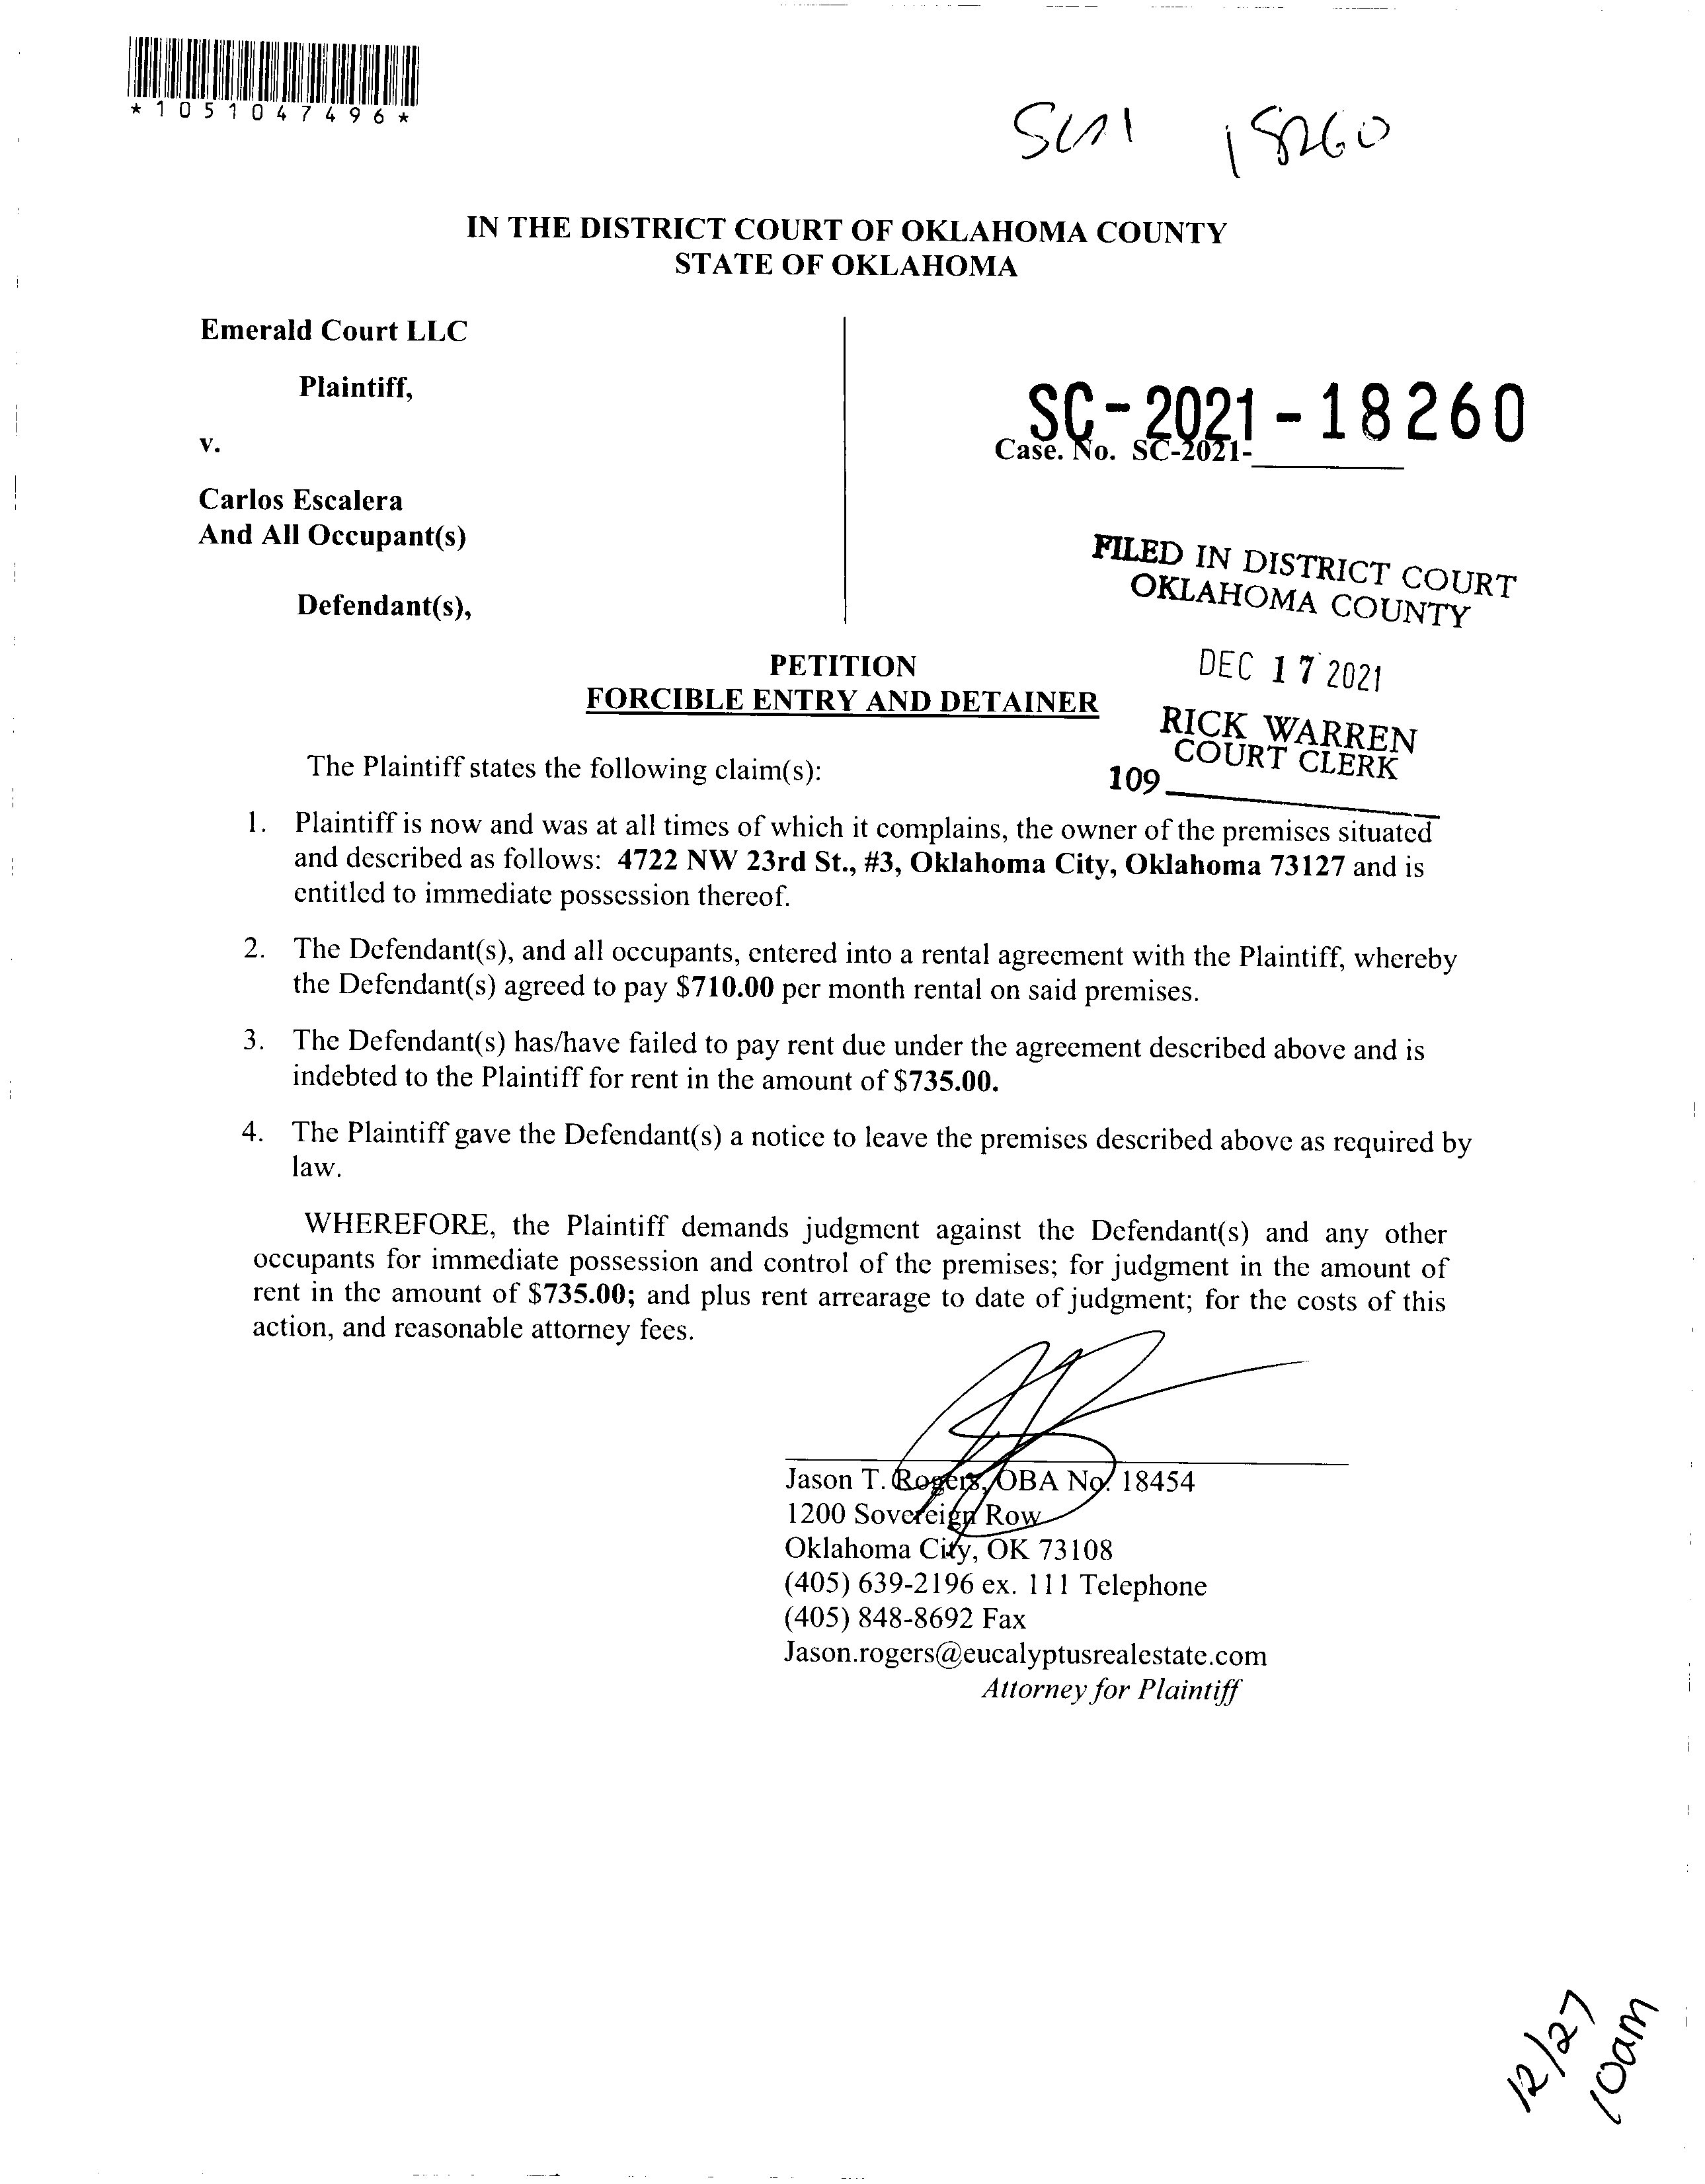 *1051047496*
SC21 18260
IN THE DISTRICT COURT OF OKLAHOMA COUNTY
STATE OF OKLAHOMA
Emerald Court LLC
Plaintiff,
v.
Carlos Escalera
And All Occupant(s)
Defendant(s),
SC-2021-18260
Case. No. SC-2021-
FILED IN DISTRICT COURT
OKLAHOMA COUNTY
DEC 17 2021
RICK WARREN
COURT CLERK
109
PETITION
FORCIBLE ENTRY AND DETAINER
The Plaintiff states the following claim(s):
1. Plaintiff is now and was at all times of which it complains, the owner of the premises situated
and described as follows: 4722 NW 23rd St., #3, Oklahoma City, Oklahoma 73127 and is
entitled to immediate possession thereof.
2. The Defendant(s), and all occupants, entered into a rental agreement with the Plaintiff, whereby
the Defendant(s) agreed to pay $710.00 per month rental on said premises.
3. The Defendant(s) has/have failed to pay rent due under the agreement described above and is
indebted to the Plaintiff for rent in the amount of $735.00.
4. The Plaintiff gave the Defendant(s) a notice to leave the premises described above as required by
law.
WHEREFORE, the Plaintiff demands judgment against the Defendant(s) and any other
occupants for immediate possession and control of the premises; for judgment in the amount of
rent in the amount of $735.00; and plus rent arrearage to date of judgment; for the costs of this
action, and reasonable attorney fees.
Jason T. Rogers, OBA No. 18454
1200 Sovereign Row
Oklahoma City, OK 73108
(405) 639-2196 ex. 111 Telephone
(405) 848-8692 Fax
Jason.rogers@eucalyptusrealestate.com
Attorney for Plaintiff
12/27
10am